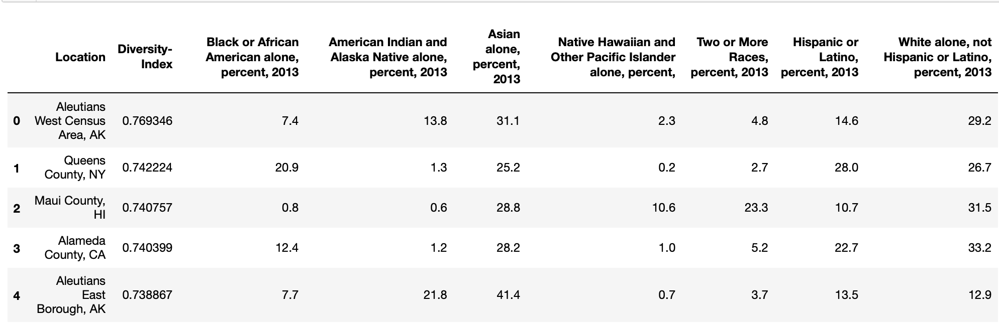 Location Diversity-Index Black or African American alone, percent, 2013 American Indian and Alaska Native alone, percent, 2013 Asian alone, percent, 2013 Native Hawaiian and Other Pacific Islander alone, percent, Two or More Races, percent, 2013 Hispanic or Latino, percent, 2013 White alone, not Hispanic or Latino, percent, 2013
0 Aleutians West Census Area, AK 0.769346 7.4 13.8 31.1 2.3 4.8 14.6 29.2
1 Queens County, NY 0.742224 20.9 1.3 25.2 0.2 2.7 28.0 26.7
2 Maui County, HI 0.740757 0.8 0.6 28.8 10.6 23.3 10.7 31.5
3 Alameda County, CA 0.740399 12.4 1.2 28.2 1.0 5.2 22.7 33.2
4 Aleutians East Borough, AK 0.738867 7.7 21.8 41.4 0.7 3.7 13.5 12.9